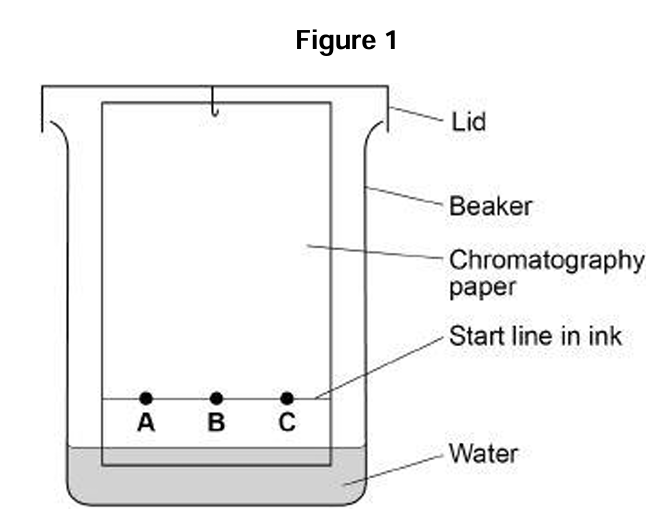 Figure 1
Lid
Beaker
Chromatography
paper
Start line in ink
A B C
Water